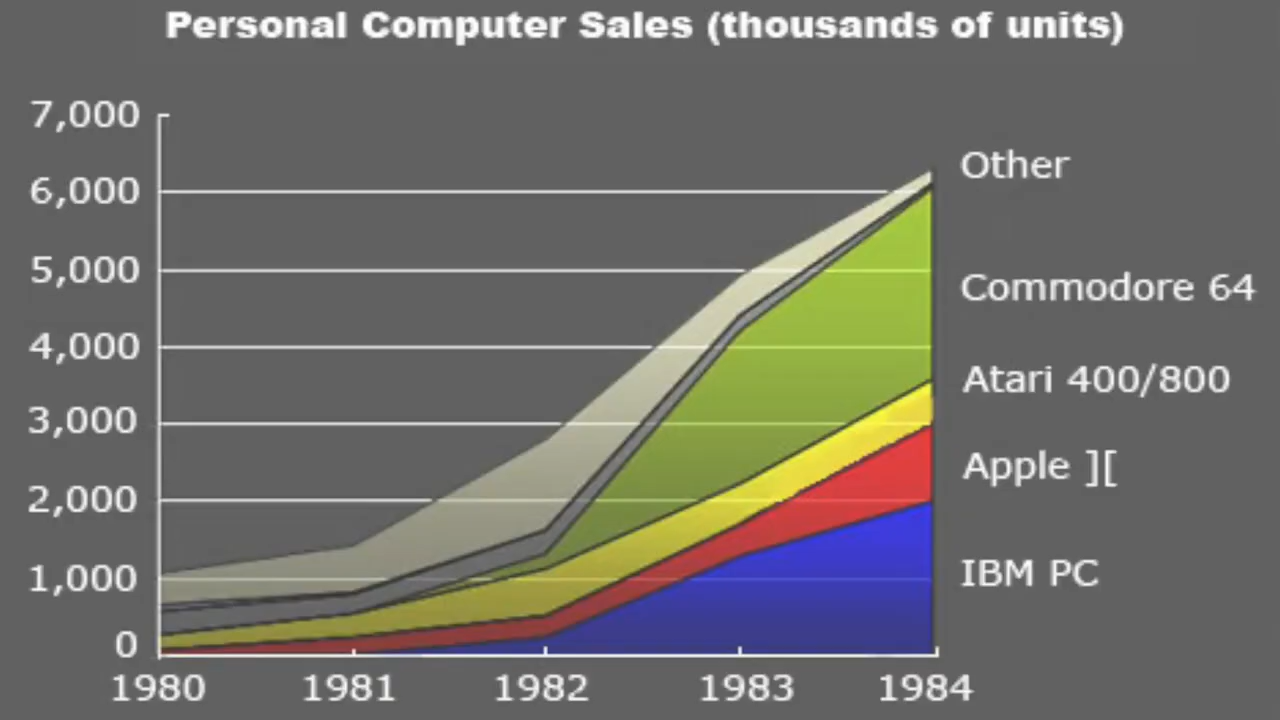 Personal Computer Sales (thousands of units)
7,000
6,000
5,000
4,000
3,000
2,000
1,000
0
Other
Commodore 64
Atari 400/800
Apple ][
IBM PC
1980 1981 1982 1983 1984